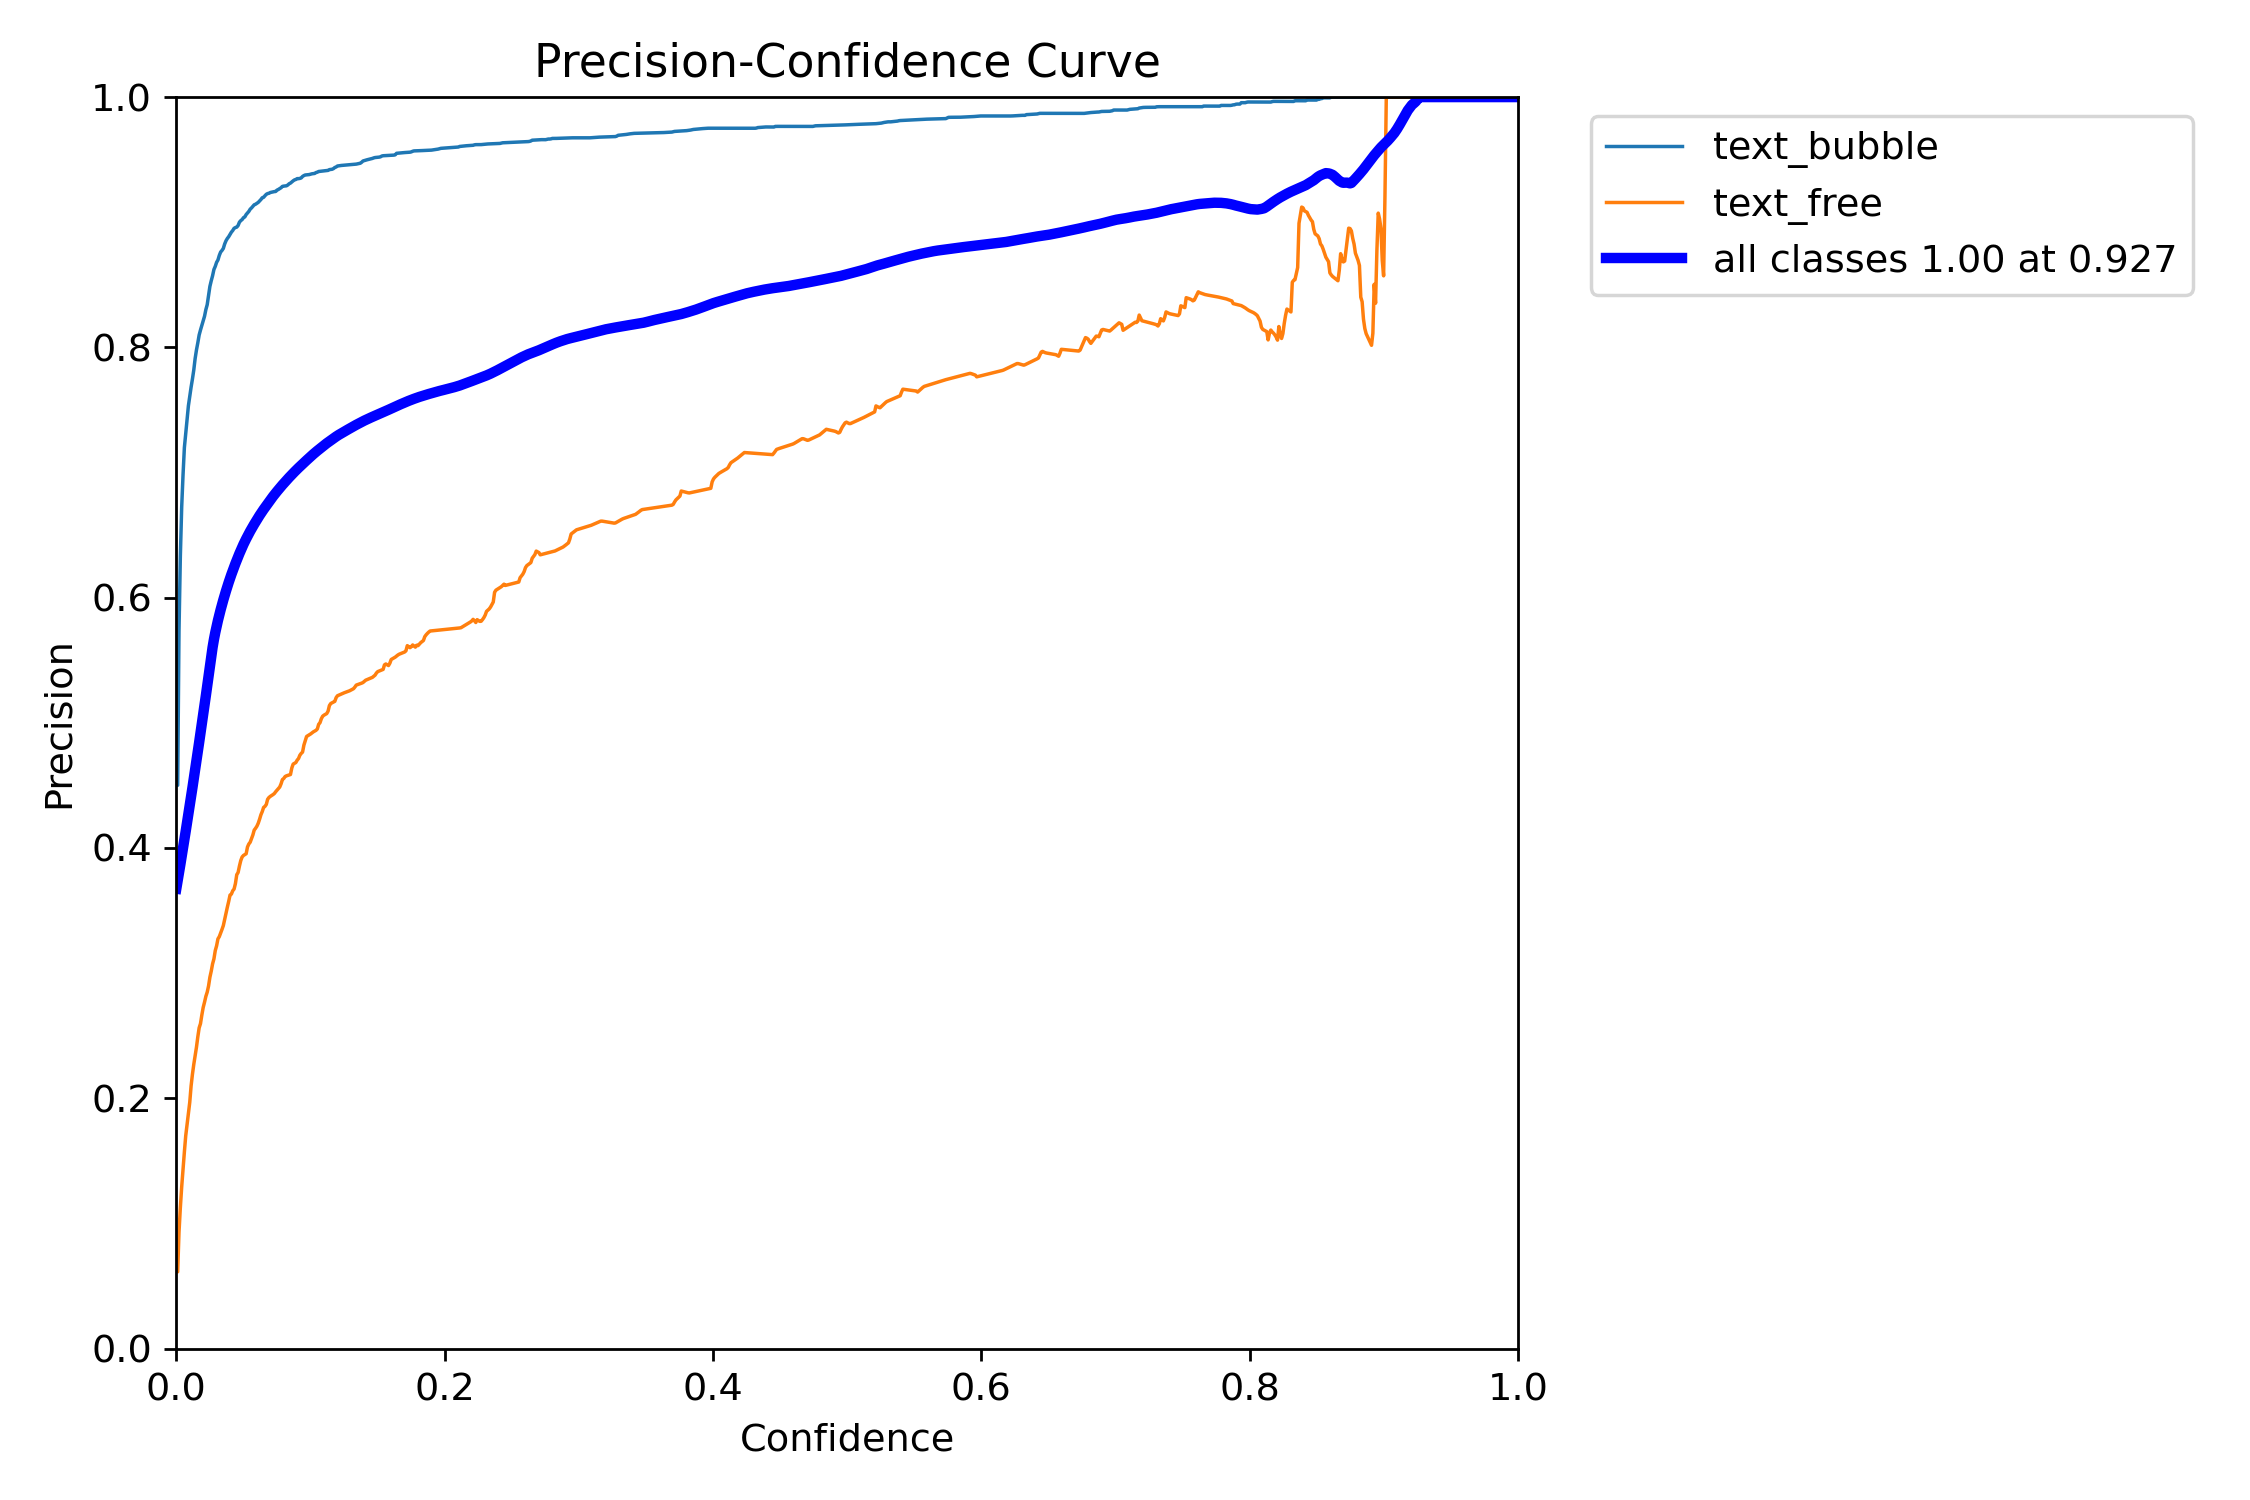 Precision-Confidence Curve
1.0
0.8
0.6
0.4
0.2
0.0
Precision
0.0 0.2 0.4 0.6 0.8 1.0
Confidence
text_bubble
text_free
all classes 1.00 at 0.927